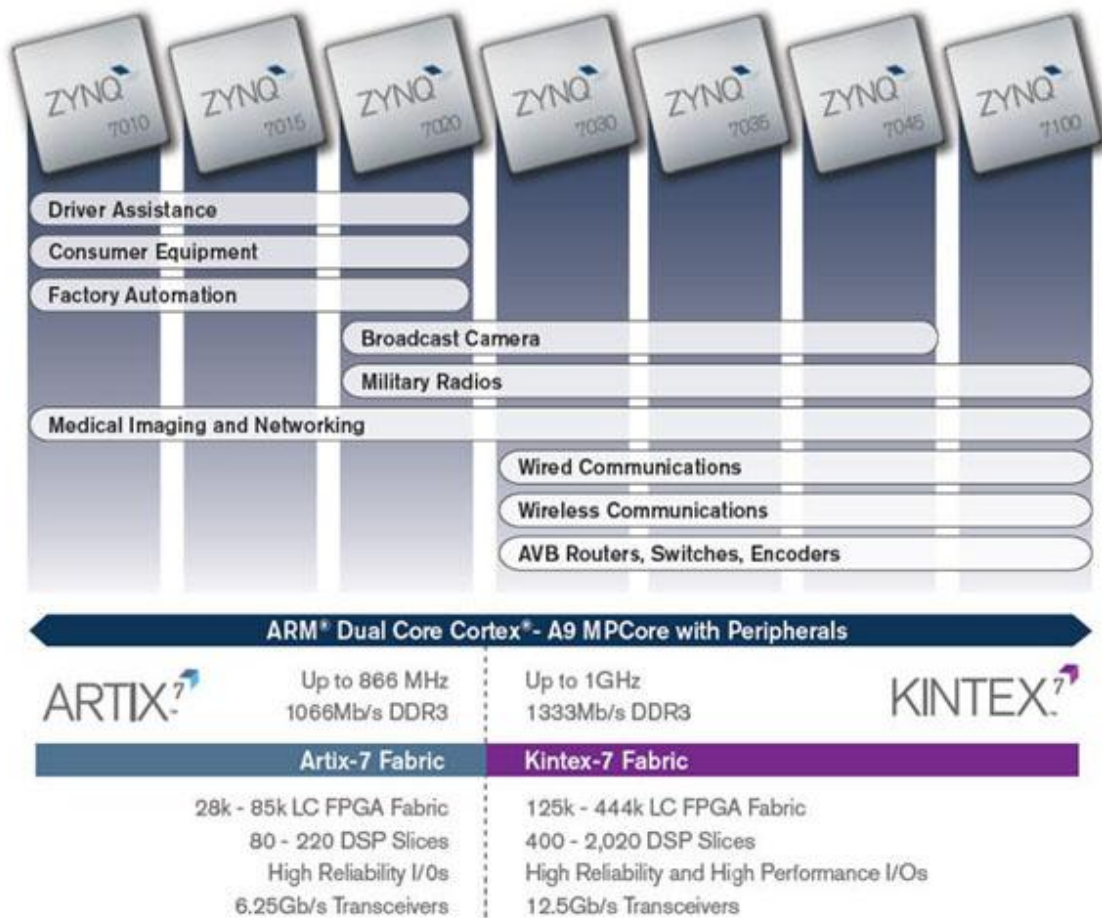 ZYNQ 7010
ZYNQ 7015
ZYNQ 7020
ZYNQ 7030
ZYNQ 7035
ZYNQ 7045
ZYNQ 7100
Driver Assistance
Consumer Equipment
Factory Automation
Broadcast Camera
Military Radios
Medical Imaging and Networking
Wired Communications
Wireless Communications
AVB Routers, Switches, Encoders
ARM® Dual Core Cortex®- A9 MPCore with Peripherals
ARTIX7™
Up to 866 MHz
1066Mb/s DDR3
Up to 1GHz
1333Mb/s DDR3
KINTEX7™
Artix-7 Fabric
Kintex-7 Fabric
28k - 85k LC FPGA Fabric
80 - 220 DSP Slices
High Reliability I/0s
6.25Gb/s Transceivers
125k - 444k LC FPGA Fabric
400 - 2,020 DSP Slices
High Reliability and High Performance I/Os
12.5Gb/s Transceivers